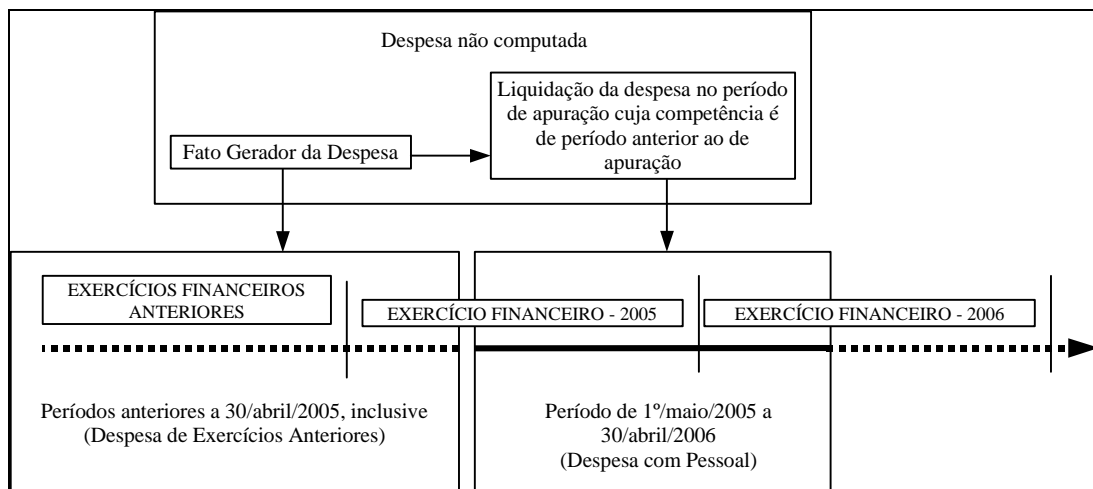 Despesa não computada
Liquidação da despesa no período
de apuração cuja competência é
de período anterior ao de
apuração
Fato Gerador da Despesa
EXERCÍCIOS FINANCEIROS
ANTERIORES
EXERCÍCIO FINANCEIRO - 2005
EXERCÍCIO FINANCEIRO - 2006
Períodos anteriores a 30/abril/2005, inclusive
(Despesa de Exercícios Anteriores)
Período de 1º/maio/2005 a
30/abril/2006
(Despesa com Pessoal)